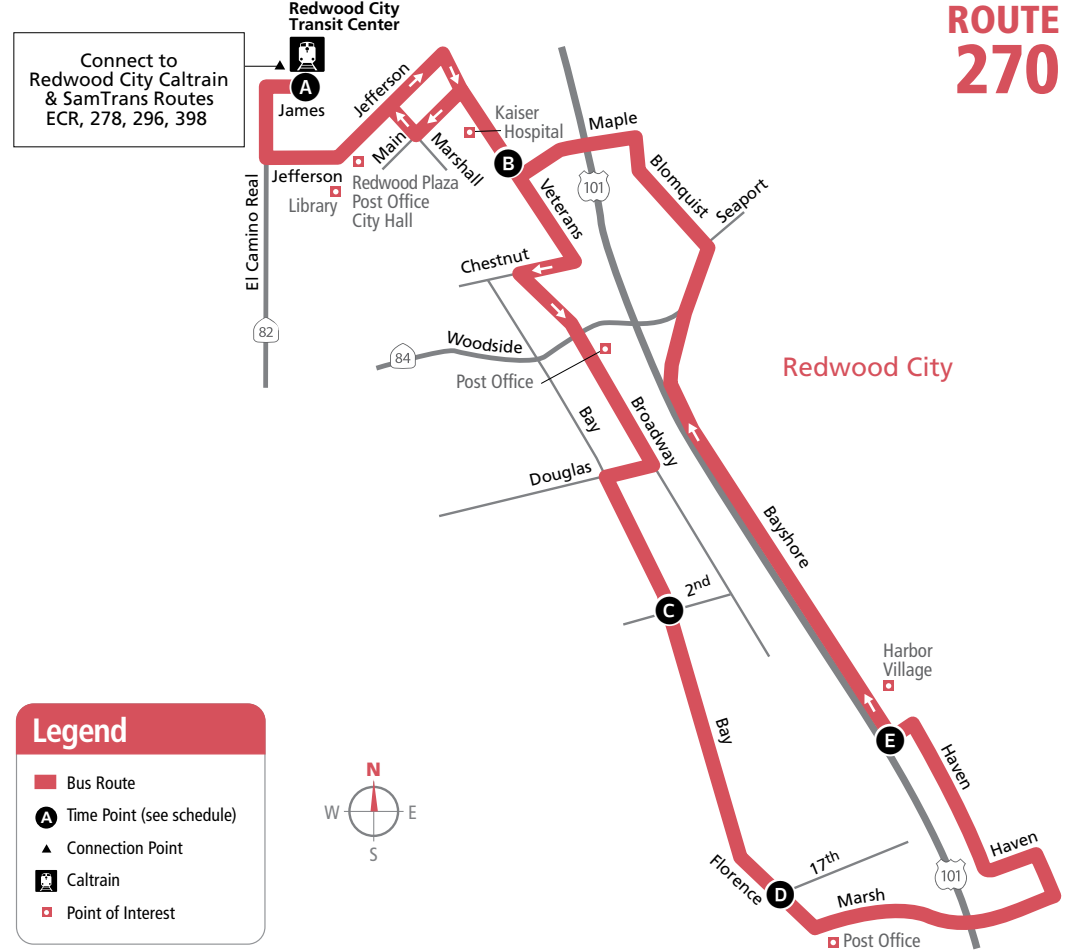 ROUTE
270
Redwood City
Transit Center
Connect to
Redwood City Caltrain
& SamTrans Routes
ECR, 278, 296, 398
A
James
Jefferson
Kaiser
Hospital
Main
Marshall
B
Maple
Jefferson
Library
Redwood Plaza
Post Office
City Hall
El Camino Real
82
Veterans
101
Blomquist
Seaport
Chestnut
Woodside
84
Post Office
Redwood City
Bay
Broadway
Douglas
Bayshore
2nd
C
Harbor
Village
E
Bay
Haven
Haven
Florence
D
17th
101
Marsh
Post Office
N
W
E
S
Legend
Bus Route
A Time Point (see schedule)
Connection Point
Caltrain
Point of Interest